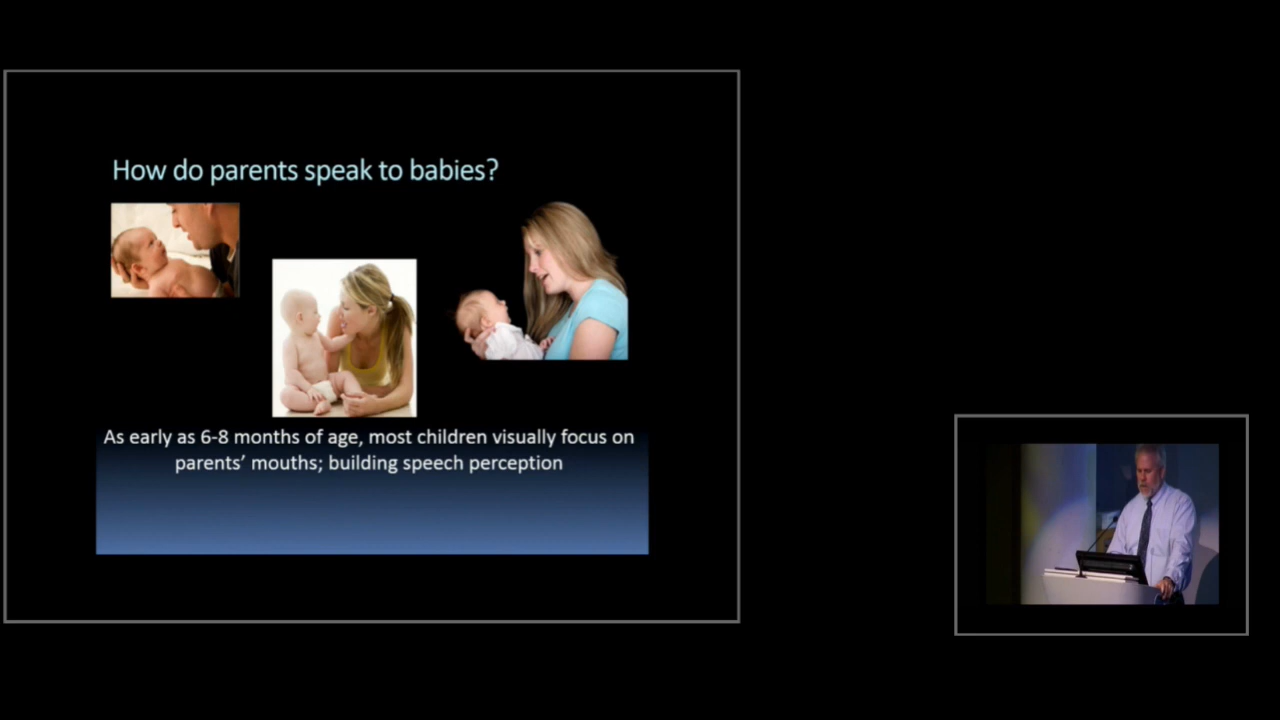 How do parents speak to babies?
As early as 6-8 months of age, most children visually focus on
parents’ mouths; building speech perception